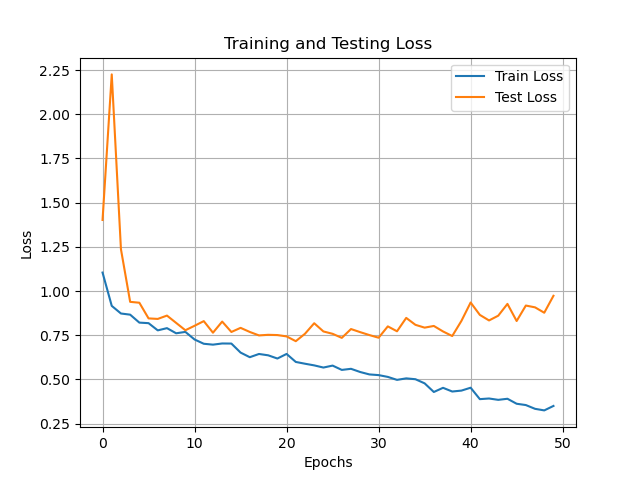 Training and Testing Loss
Train Loss
Test Loss
2.25
2.00
1.75
1.50
1.25
1.00
0.75
0.50
0.25
Loss
0 10 20 30 40 50
Epochs